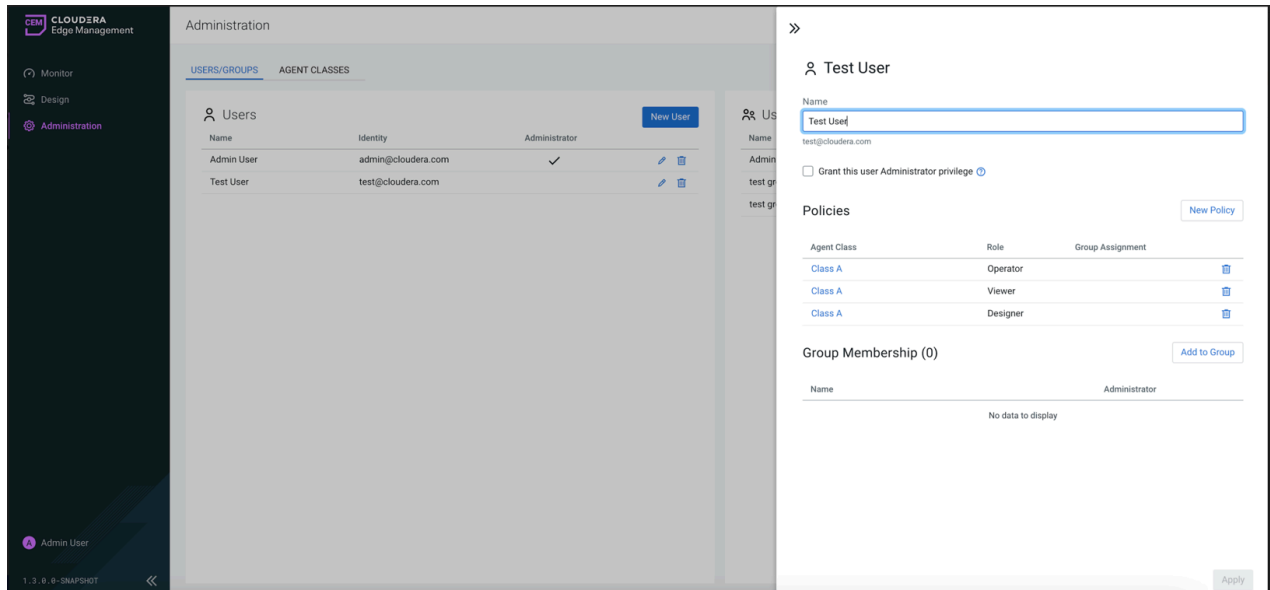 CEM CLOUDERA
Edge Management
Monitor
Design
Administration
Admin User
1.3.0.0-SNAPSHOT
Administration
USERS/GROUPS AGENT CLASSES
Users New User
Name Identity Administrator
Admin User admin@cloudera.com
Test User test@cloudera.com
Us
Name
Admin
test gr
test gr
Test User
Name
Test User
test@cloudera.com
Grant this user Administrator privilege
Policies New Policy
Agent Class Role Group Assignment
Class A Operator
Class A Viewer
Class A Designer
Group Membership (0) Add to Group
Name Administrator
No data to display
Apply